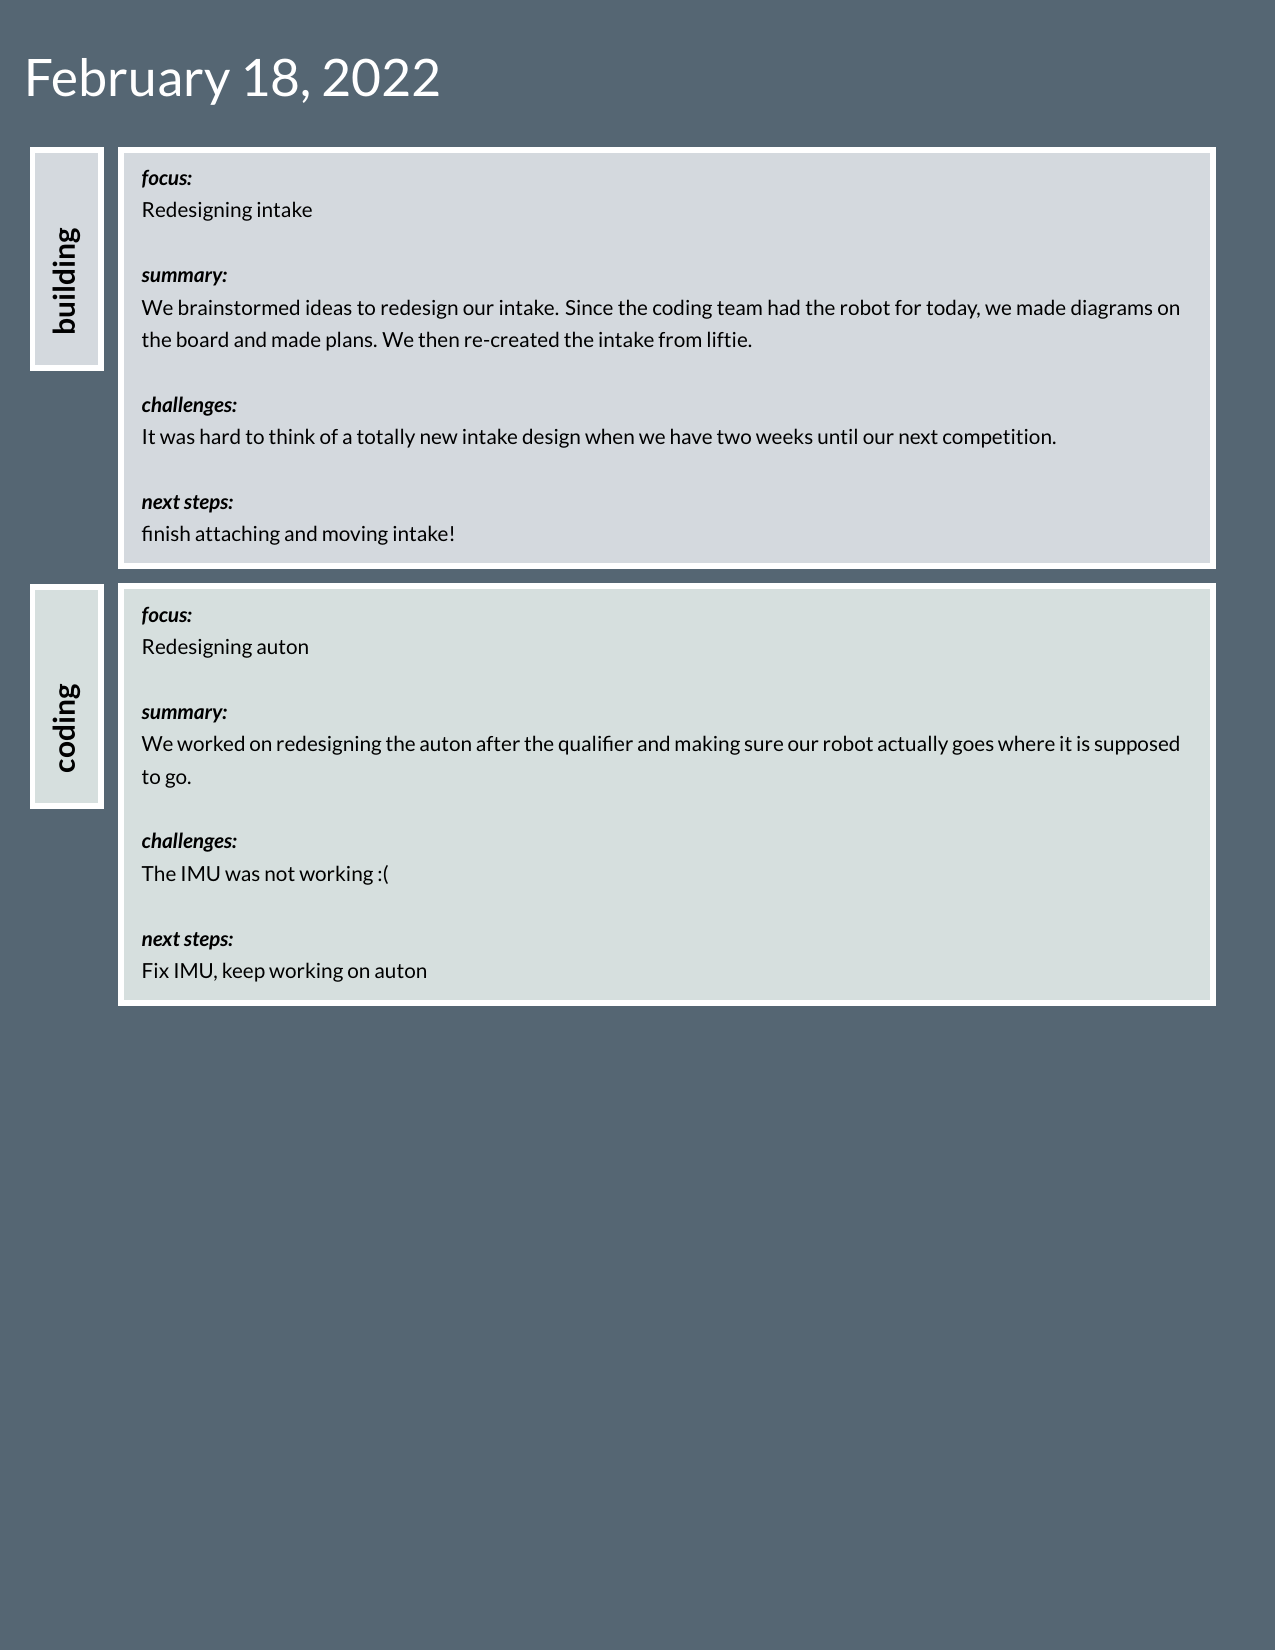 February 18, 2022
building
focus:
Redesigning intake
summary:
We brainstormed ideas to redesign our intake. Since the coding team had the robot for today, we made diagrams on
the board and made plans. We then re-created the intake from liftie.
challenges:
It was hard to think of a totally new intake design when we have two weeks until our next competition.
next steps:
finish attaching and moving intake!
coding
focus:
Redesigning auton
summary:
We worked on redesigning the auton after the qualifier and making sure our robot actually goes where it is supposed
to go.
challenges:
The IMU was not working :(
next steps:
Fix IMU, keep working on auton